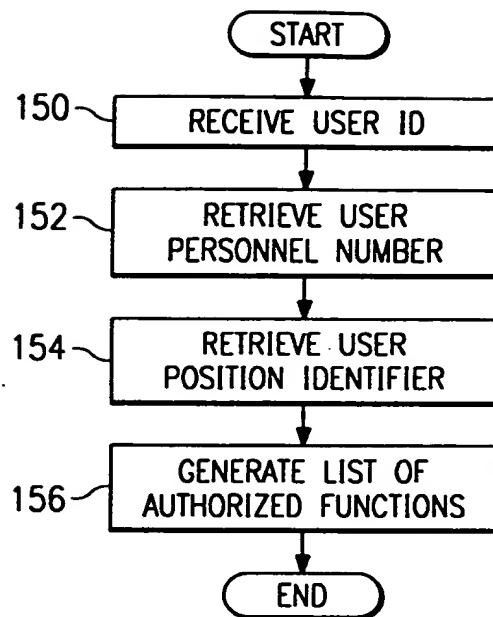 START
150
RECEIVE USER ID
152
RETRIEVE USER
PERSONNEL NUMBER
154
RETRIEVE USER
POSITION IDENTIFIER
156
GENERATE LIST OF
AUTHORIZED FUNCTIONS
END